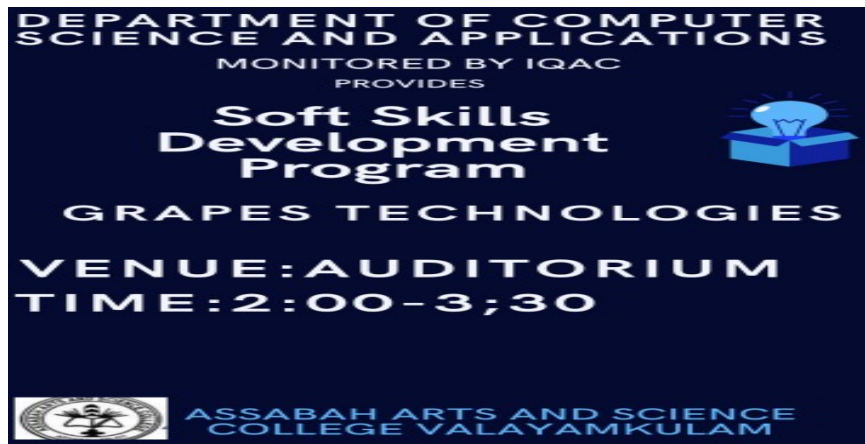 DEPARTMENT OF COMPUTER
SCIENCE AND APPLICATIONS
MONITORED BY IQAC
PROVIDES
Soft Skills
Development
Program
GRAPES TECHNOLOGIES
VENUE:AUDITORIUM
TIME:2:00-3;30
ASSABAH ARTS AND SCIENCE
COLLEGE VALAYAMKULAM